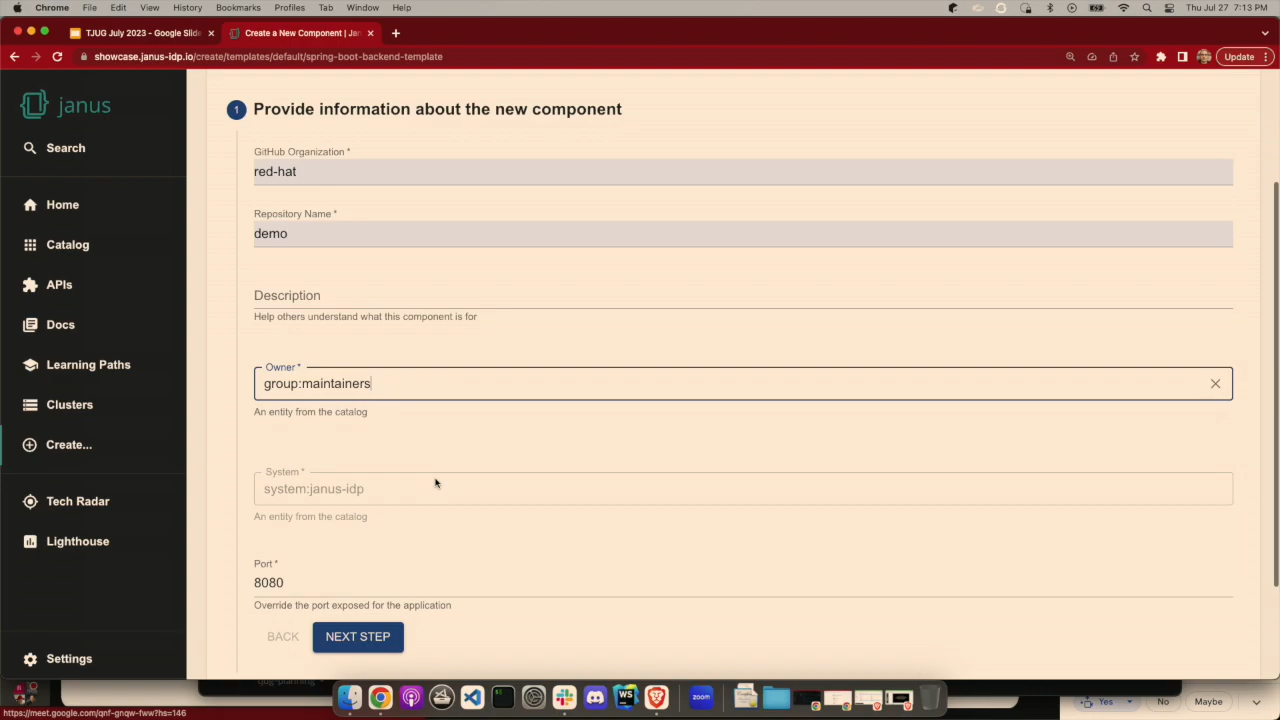 Chrome File Edit View History Bookmarks Profiles Tab Window Help Thu Jul 27 7:13 PM
TJUG July 2023 - Google Slide Create a New Component | Jan
showcase.janus-idp.io/create/templates/default/spring-boot-backend-template Update
janus
Search
Home
Catalog
APIs
Docs
Learning Paths
Clusters
Create...
Tech Radar
Lighthouse
Settings
1 Provide information about the new component
GitHub Organization *
red-hat
Repository Name *
demo
Description
Help others understand what this component is for
Owner *
group:maintainers
An entity from the catalog
System *
system:janus-idp
An entity from the catalog
Port *
8080
Override the port exposed for the application
BACK NEXT STEP
WS zoom
Yes No Maybe
https://meet.google.com/qnf-gnqw-fww?hs=146